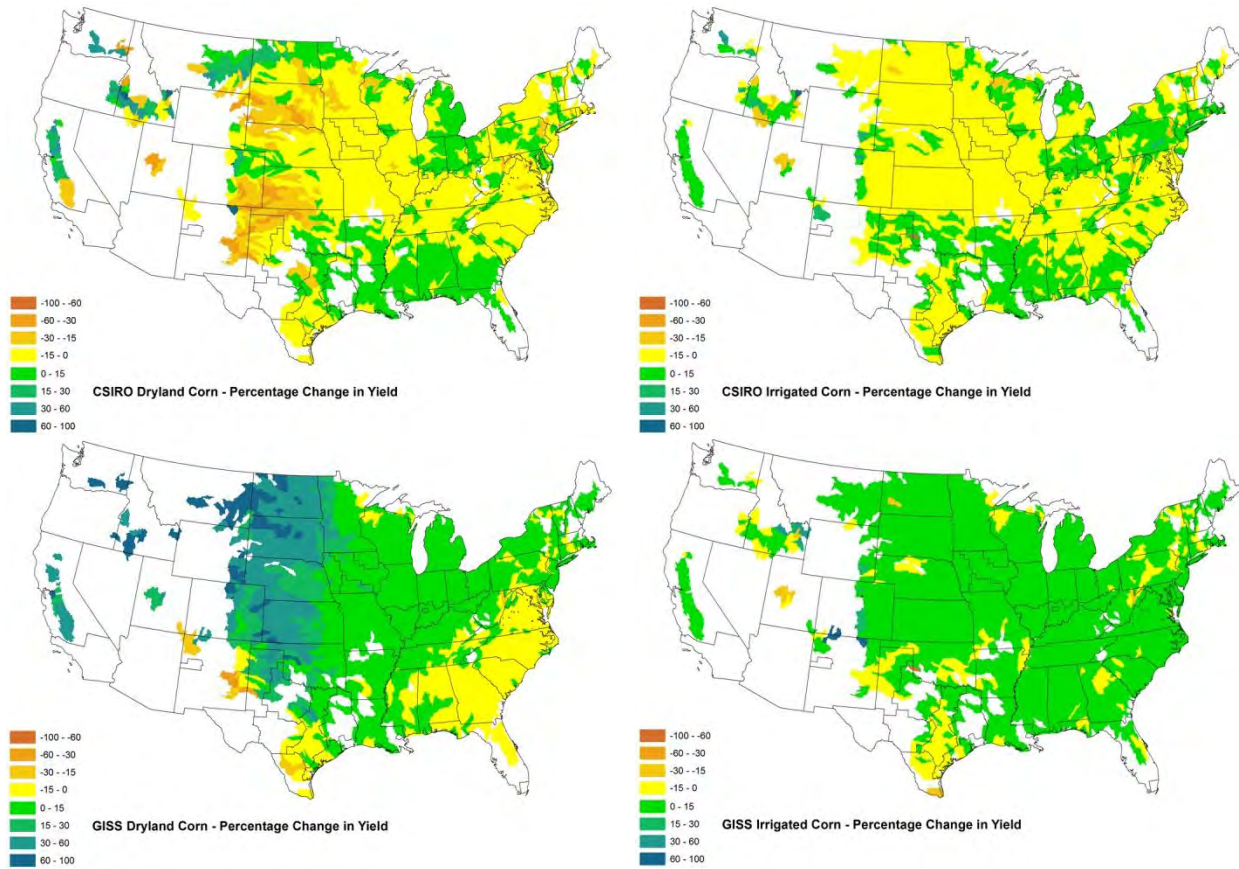 -100 - -60
-60 - -30
-30 - -15
-15 - 0
0 - 15
15 - 30
30 - 60
60 - 100
CSIRO Dryland Corn - Percentage Change in Yield
-100 - -60
-60 - -30
-30 - -15
-15 - 0
0 - 15
15 - 30
30 - 60
60 - 100
CSIRO Irrigated Corn - Percentage Change in Yield
-100 - -60
-60 - -30
-30 - -15
-15 - 0
0 - 15
15 - 30
30 - 60
60 - 100
GISS Dryland Corn - Percentage Change in Yield
-100 - -60
-60 - -30
-30 - -15
-15 - 0
0 - 15
15 - 30
30 - 60
60 - 100
GISS Irrigated Corn - Percentage Change in Yield